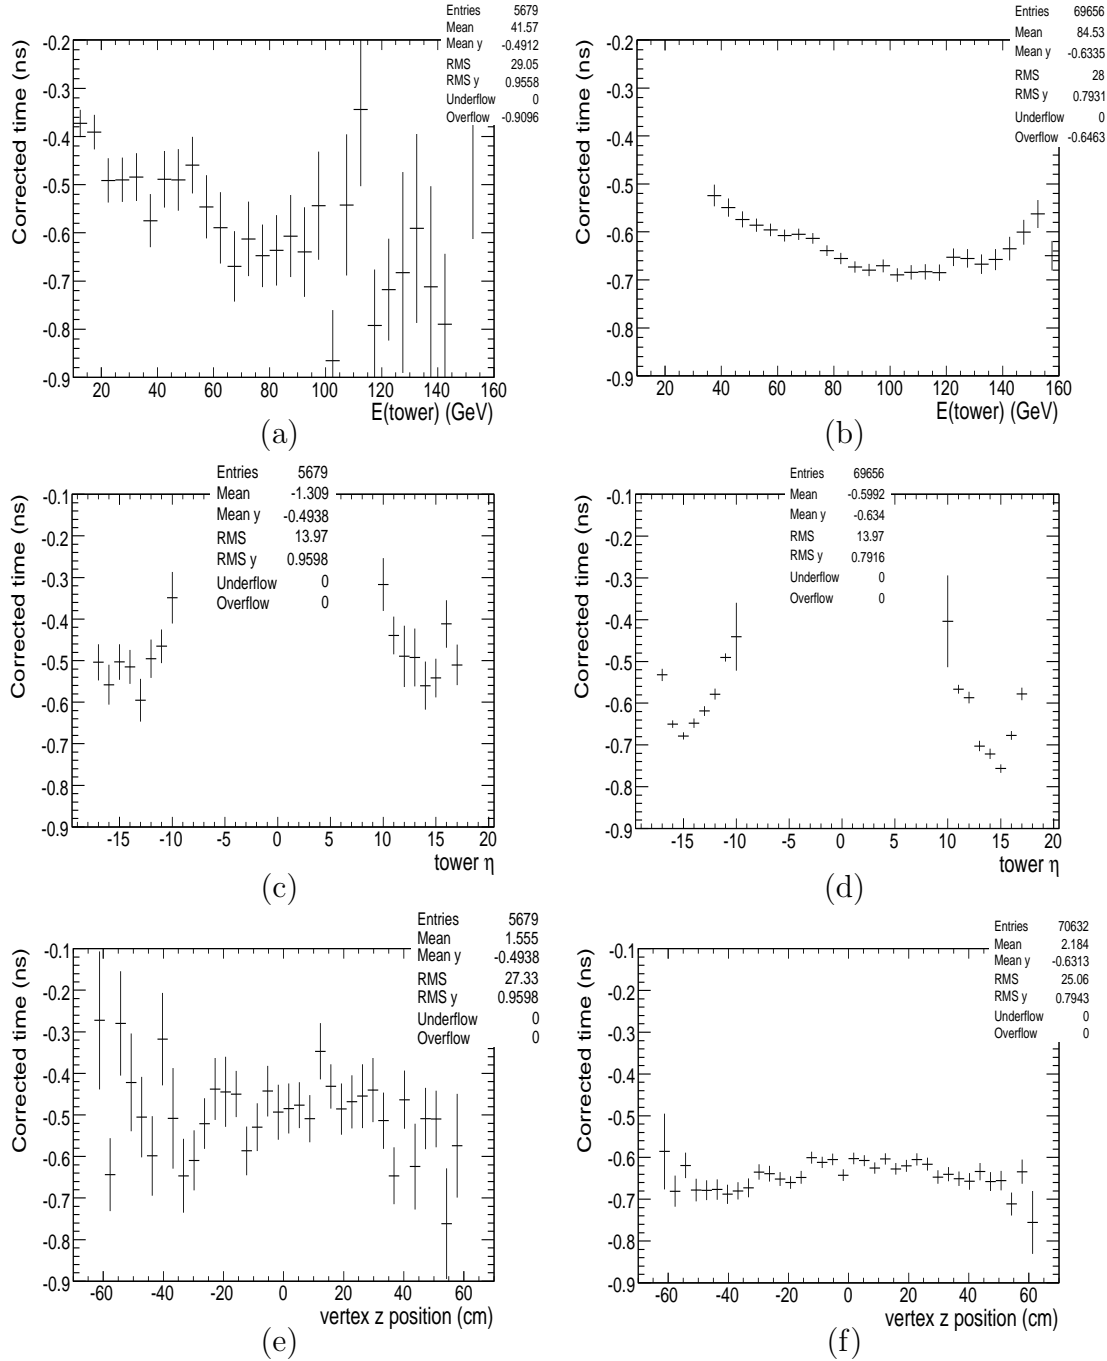 Entries 5679
Mean 41.57
Mean y -0.4912
RMS 29.05
RMS y 0.9558
Underflow 0
Overflow -0.9096
Corrected time (ns)
-0.2
-0.3
-0.4
-0.5
-0.6
-0.7
-0.8
-0.9
20 40 60 80 100 120 140 160
E(tower) (GeV)
(a)
Entries 69656
Mean 84.53
Mean y -0.6335
RMS 28
RMS y 0.7931
Underflow 0
Overflow -0.6463
Corrected time (ns)
-0.2
-0.3
-0.4
-0.5
-0.6
-0.7
-0.8
-0.9
20 40 60 80 100 120 140 160
E(tower) (GeV)
(b)
Entries 5679
Mean -1.309
Mean y -0.4938
RMS 13.97
RMS y 0.9598
Underflow 0
Overflow 0
Corrected time (ns)
-0.1
-0.2
-0.3
-0.4
-0.5
-0.6
-0.7
-0.8
-0.9
-15 -10 -5 0 5 10 15 20
tower η
(c)
Entries 69656
Mean -0.5992
Mean y -0.634
RMS 13.97
RMS y 0.7916
Underflow 0
Overflow 0
Corrected time (ns)
-0.1
-0.2
-0.3
-0.4
-0.5
-0.6
-0.7
-0.8
-0.9
-15 -10 -5 0 5 10 15 20
tower η
(d)
Entries 5679
Mean 1.555
Mean y -0.4938
RMS 27.33
RMS y 0.9598
Underflow 0
Overflow 0
Corrected time (ns)
-0.1
-0.2
-0.3
-0.4
-0.5
-0.6
-0.7
-0.8
-0.9
-60 -40 -20 0 20 40 60
vertex z position (cm)
(e)
Entries 70632
Mean 2.184
Mean y -0.6313
RMS 25.06
RMS y 0.7943
Underflow 0
Overflow 0
Corrected time (ns)
-0.1
-0.2
-0.3
-0.4
-0.5
-0.6
-0.7
-0.8
-0.9
-60 -40 -20 0 20 40 60
vertex z position (cm)
(f)